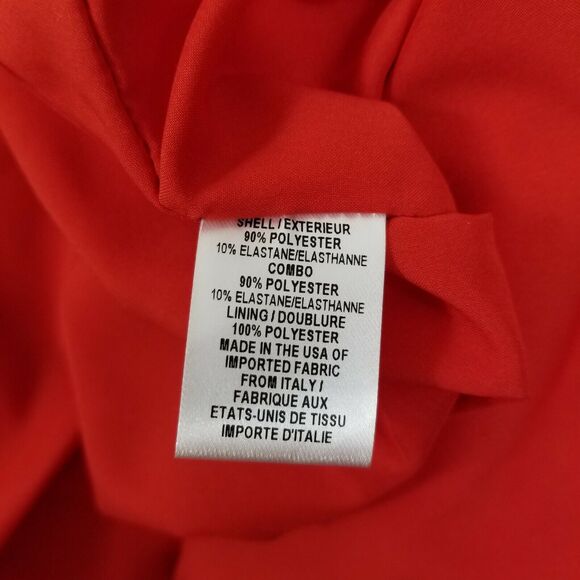 SHELL / EXTERIEUR
90% POLYESTER
10% ELASTANE/ELASTHANNE
COMBO
90% POLYESTER
10% ELASTANE/ELASTHANNE
LINING / DOUBLURE
100% POLYESTER
MADE IN THE USA OF
IMPORTED FABRIC
FROM ITALY /
FABRIQUE AUX
ETATS-UNIS DE TISSU
IMPORTE D'ITALIE